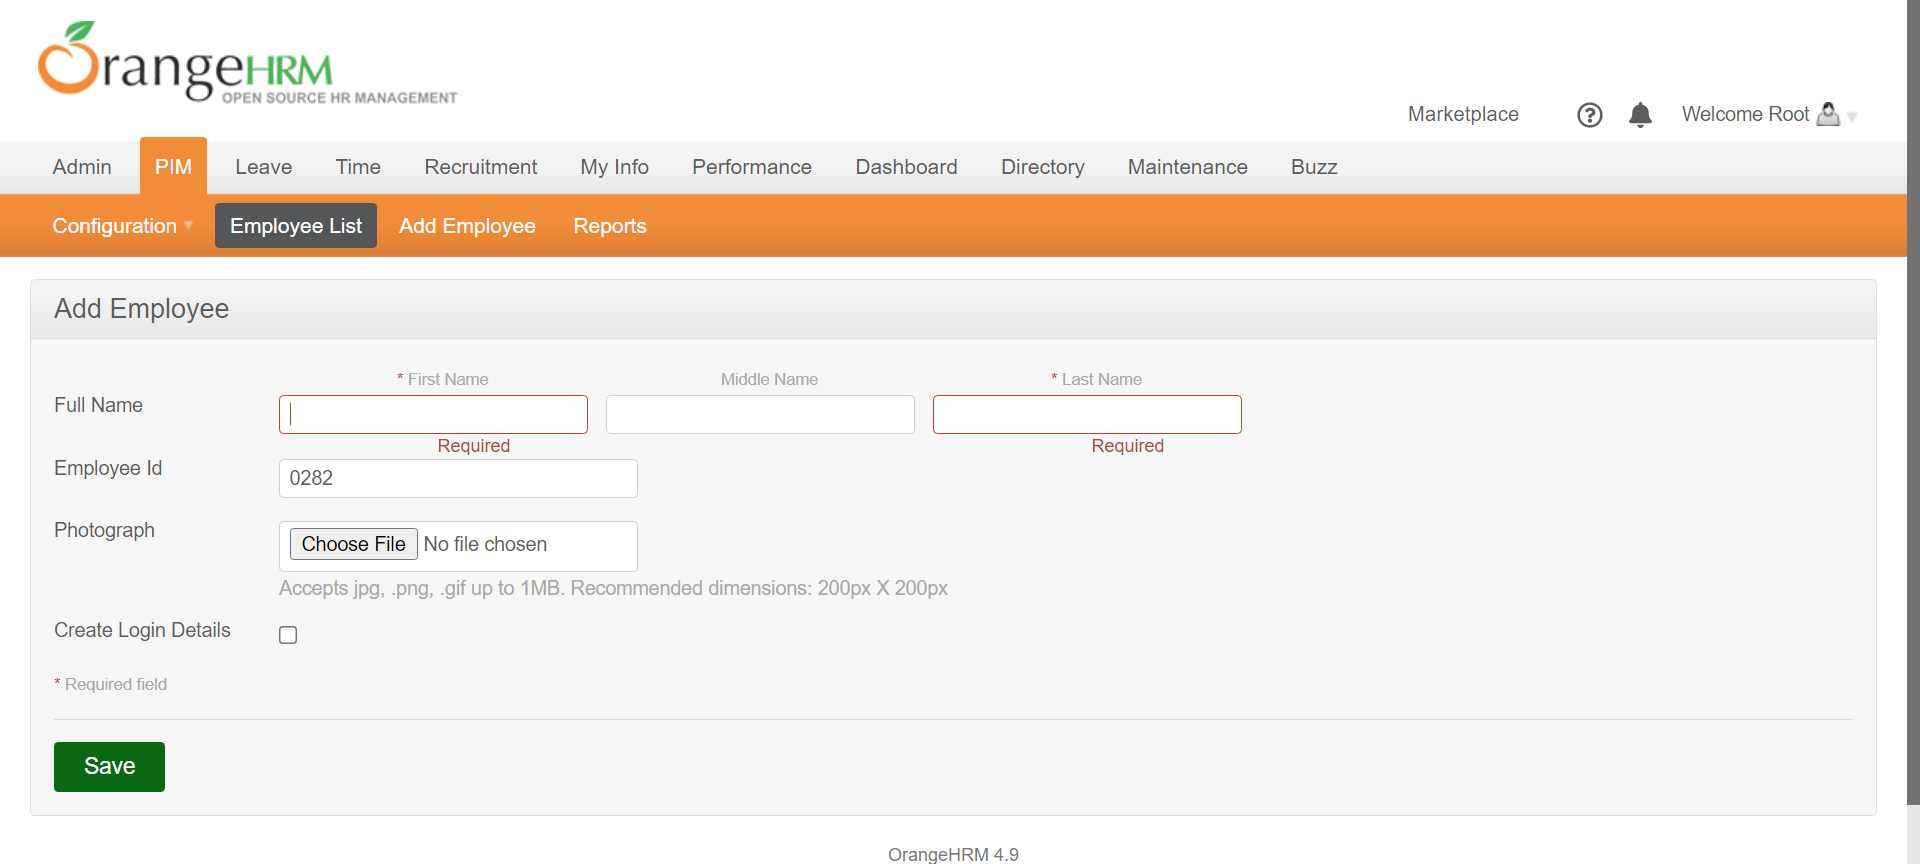 OrangeHRM
OPEN SOURCE HR MANAGEMENT
Marketplace ? Welcome Root
Admin PIM Leave Time Recruitment My Info Performance Dashboard Directory Maintenance Buzz
Configuration Employee List Add Employee Reports
Add Employee
* First Name Middle Name * Last Name
Full Name
Required Required
Employee Id 0282
Photograph Choose File No file chosen
Accepts jpg, .png, .gif up to 1MB. Recommended dimensions: 200px X 200px
Create Login Details
* Required field
Save
OrangeHRM 4.9